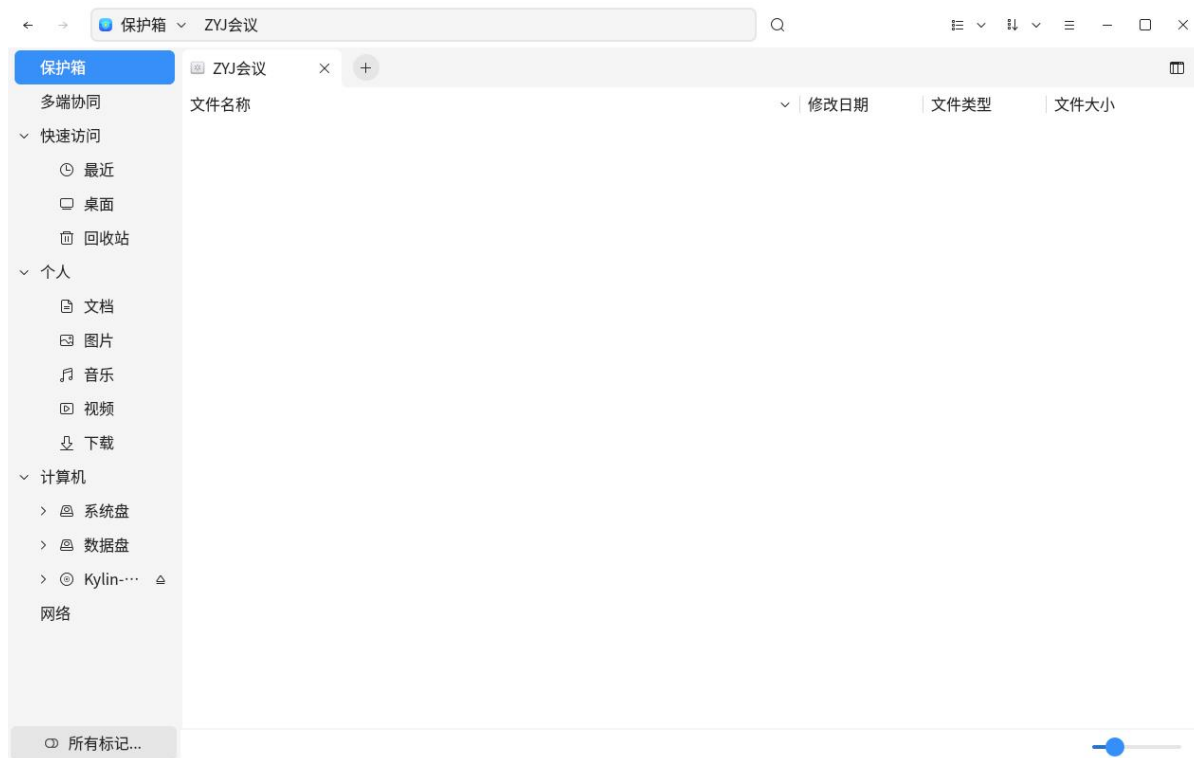 保护箱 ZYJ会议
保护箱
ZYJ会议
多端协同
文件名称 修改日期 文件类型 文件大小
快速访问
最近
桌面
回收站
个人
文档
图片
音乐
视频
下载
计算机
系统盘
数据盘
Kylin-···
网络
所有标记...